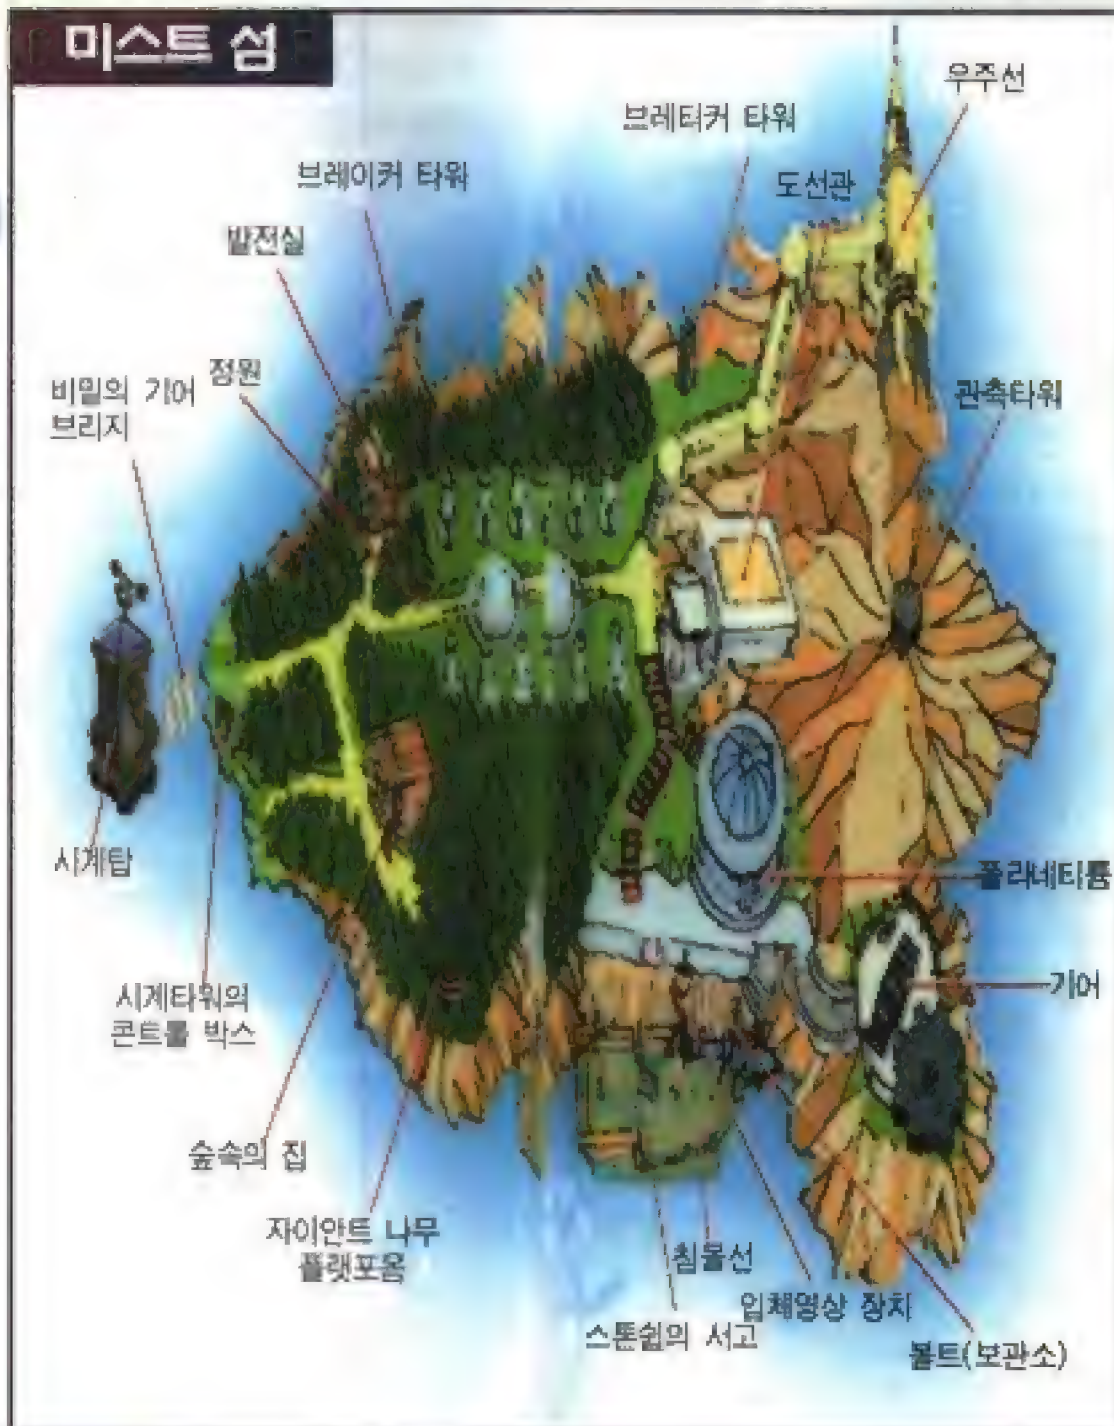 미스트 섬
우주선
브레터커 타워
도선관
브레이커 타워
발전실
정원
비밀의 기어
브리지
관측타워
시계탑
플라네타륨
기어
시계타워의
콘트롤 박스
숲속의 집
자이안트 나무
플랫포옴
침몰선
입체영상 장치
스톤쉽의 서고
볼트(보관소)